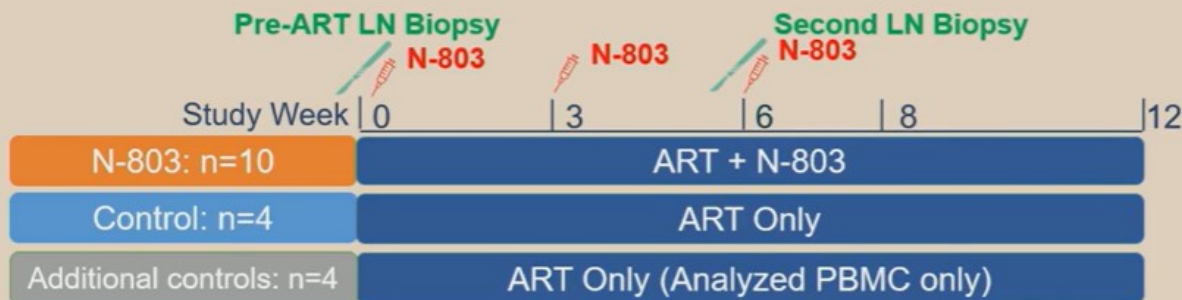 Pre-ART LN Biopsy
Second LN Biopsy
N-803
N-803
N-803
Study Week
0
3
6
8
12
N-803: n=10
ART + N-803
Control: n=4
ART Only
Additional controls: n=4
ART Only (Analyzed PBMC only)